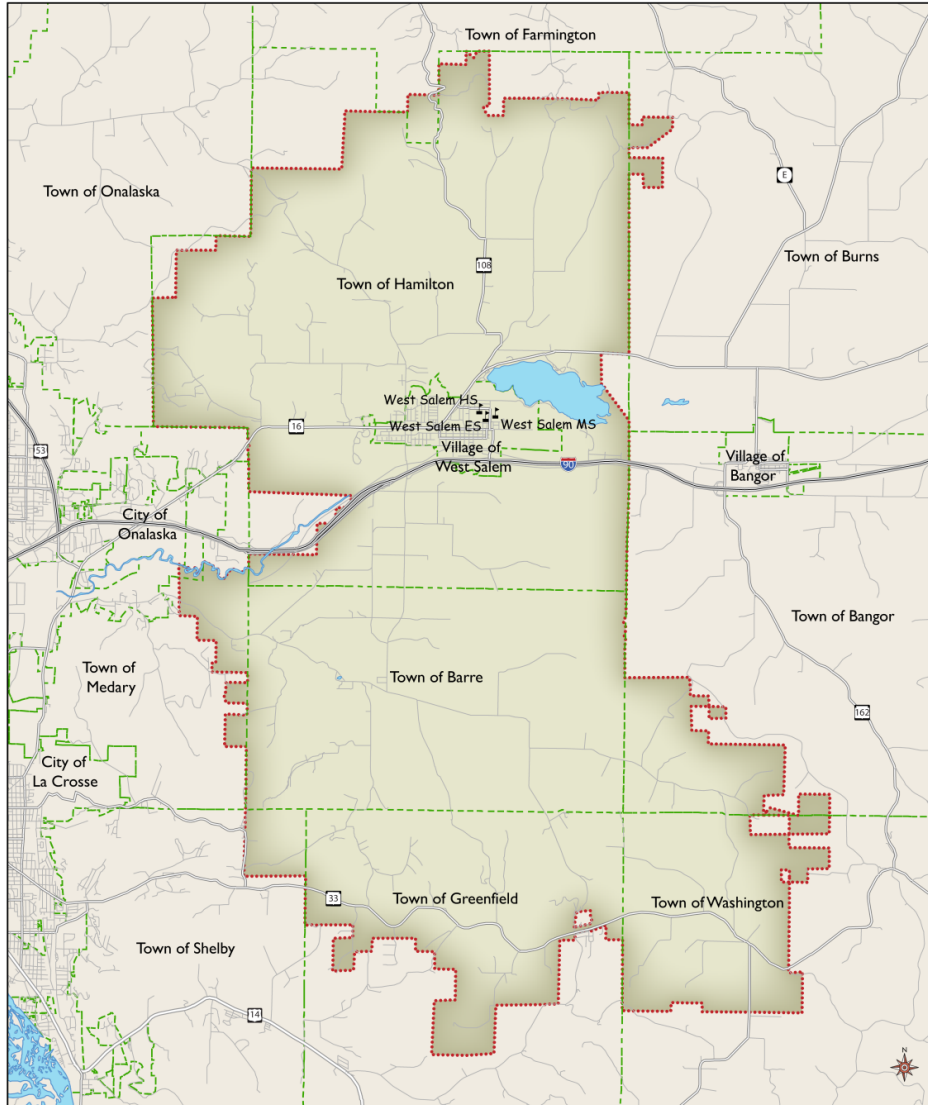 Town of Farmington
Town of Onalaska
E
Town of Burns
108
Town of Hamilton
West Salem HS
West Salem ES
West Salem MS
16
53
Village of
West Salem
90
Village of
Bangor
City of
Onalaska
Town of Bangor
Town of
Medary
Town of Barre
162
City of
La Crosse
33
Town of Greenfield
Town of Washington
Town of Shelby
14
N